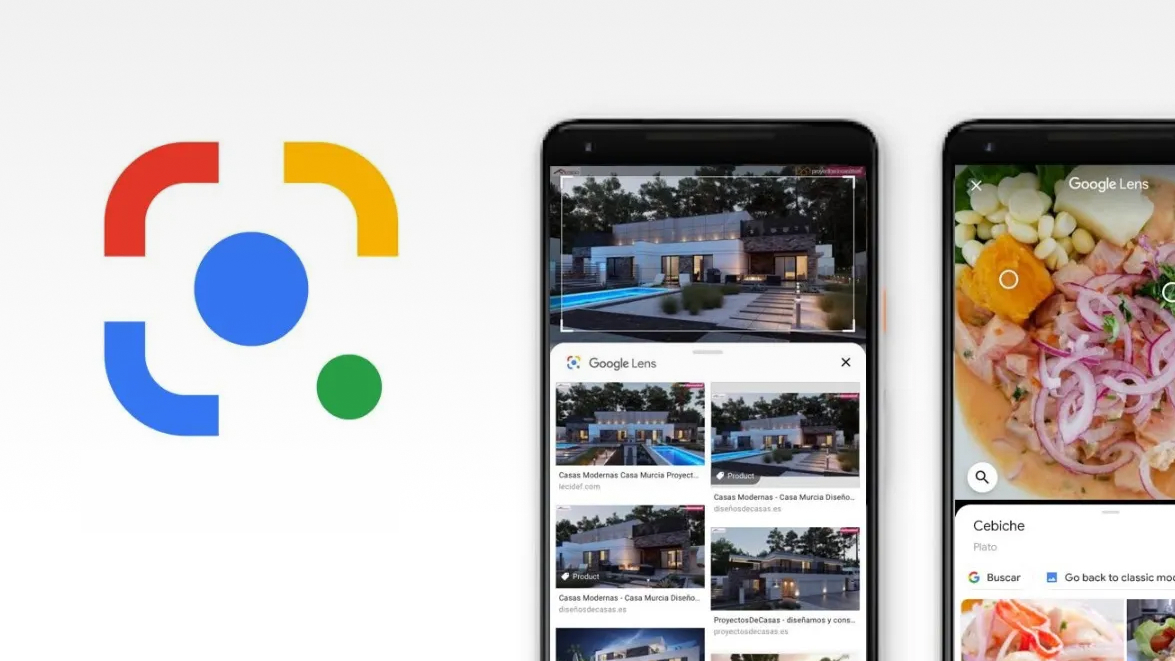 Google Lens
Casas Modernas Casa Murcia Proyect...
lecidef.com
Product
Casas Modernas - Casa Murcia Diseño...
diseñosdecasas.es
Product
Casas Modernas - Casa Murcia Diseño...
diseñosdecasas.es
ProyectosDeCasas - diseñamos y cons...
proyectosdecasas.es
Google Lens
Cebiche
Plato
Buscar
Go back to classic mod